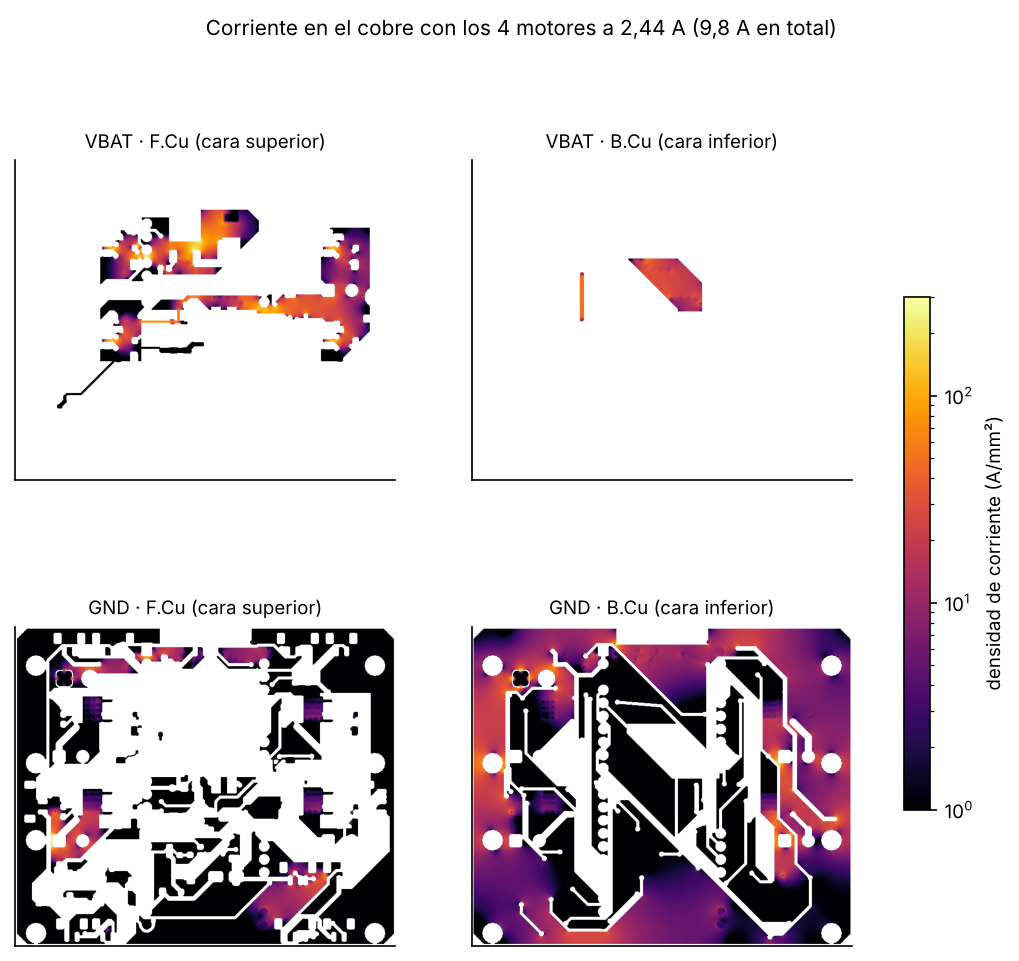 Corriente en el cobre con los 4 motores a 2,44 A (9,8 A en total)
VBAT · F.Cu (cara superior)
VBAT · B.Cu (cara inferior)
GND · F.Cu (cara superior)
GND · B.Cu (cara inferior)
10²
10¹
10⁰
densidad de corriente (A/mm²)